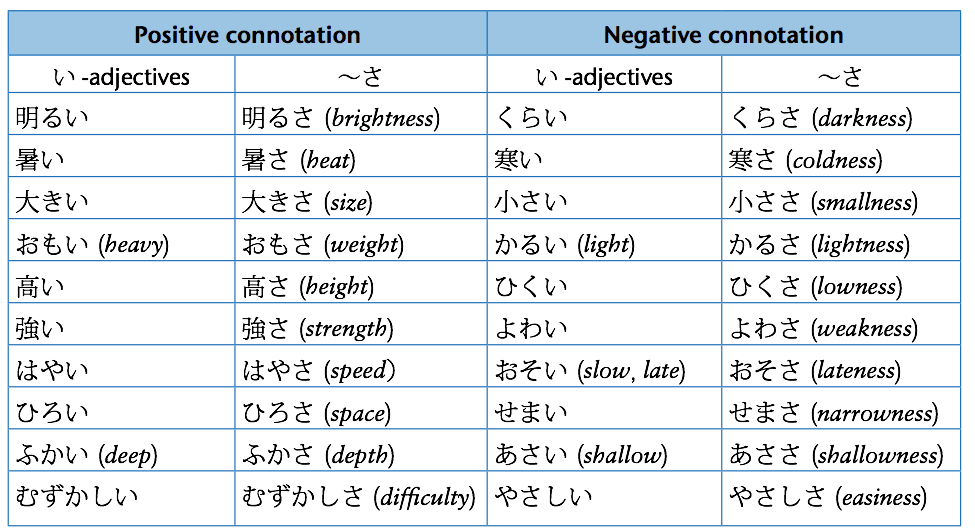 Positive connotation Negative connotation
い -adjectives ～さ い -adjectives ～さ
明るい 明るさ (brightness) くらい くらさ (darkness)
暑い 暑さ (heat) 寒い 寒さ (coldness)
大きい 大きさ (size) 小さい 小ささ (smallness)
おもい (heavy) おもさ (weight) かるい (light) かるさ (lightness)
高い 高さ (height) ひくい ひくさ (lowness)
強い 強さ (strength) よわい よわさ (weakness)
はやい はやさ (speed） おそい (slow, late) おそさ (lateness)
ひろい ひろさ (space) せまい せまさ (narrowness)
ふかい (deep) ふかさ (depth) あさい (shallow) あささ (shallowness)
むずかしい むずかしさ (difficulty) やさしい やさしさ (easiness)